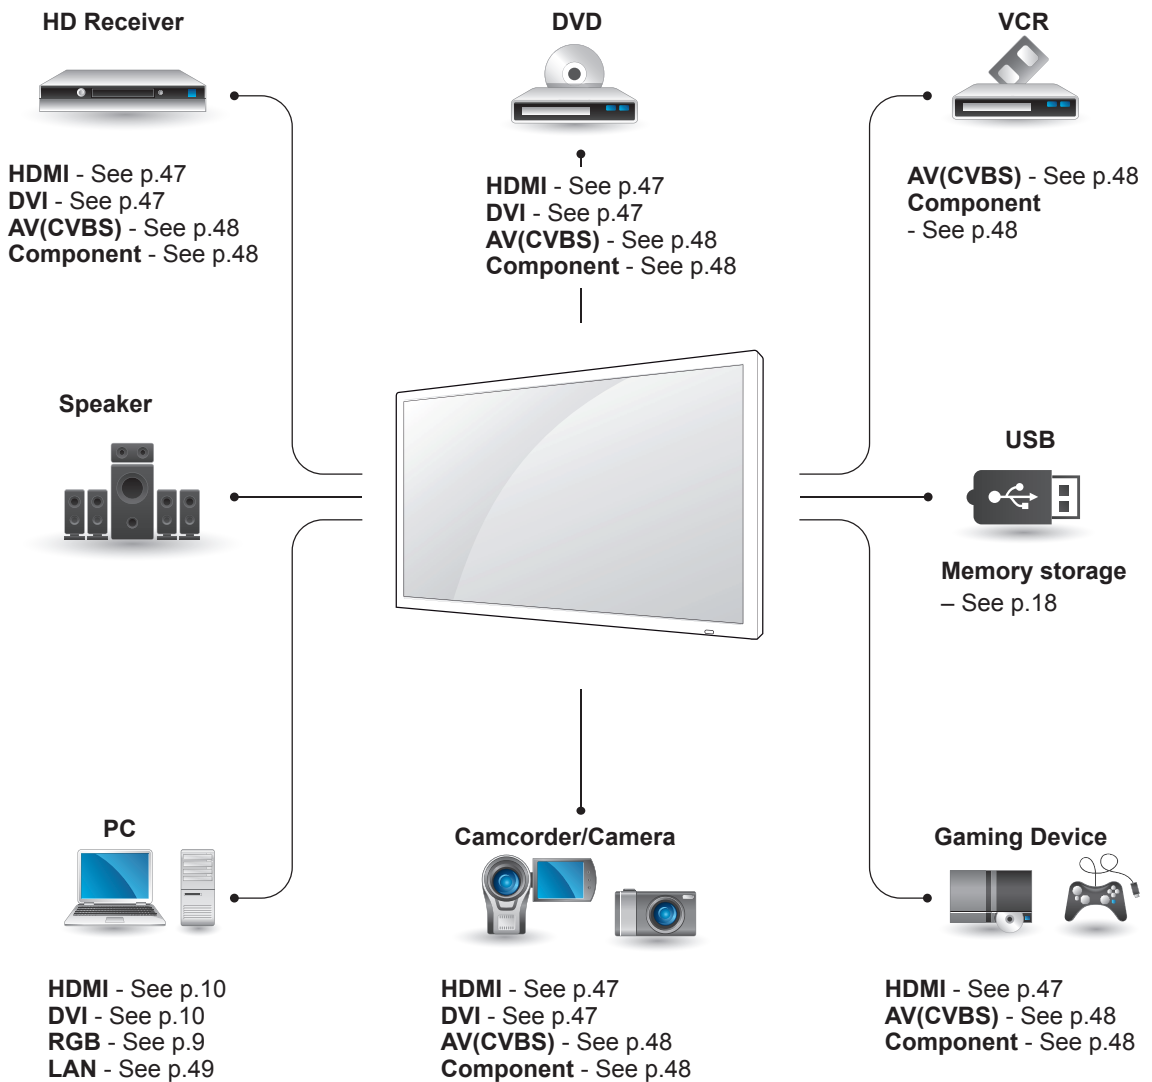 HD Receiver
HDMI - See p.47
DVI - See p.47
AV(CVBS) - See p.48
Component - See p.48
DVD
HDMI - See p.47
DVI - See p.47
AV(CVBS) - See p.48
Component - See p.48
VCR
AV(CVBS) - See p.48
Component
- See p.48
Speaker
USB
Memory storage
– See p.18
PC
HDMI - See p.10
DVI - See p.10
RGB - See p.9
LAN - See p.49
Camcorder/Camera
HDMI - See p.47
DVI - See p.47
AV(CVBS) - See p.48
Component - See p.48
Gaming Device
HDMI - See p.47
AV(CVBS) - See p.48
Component - See p.48